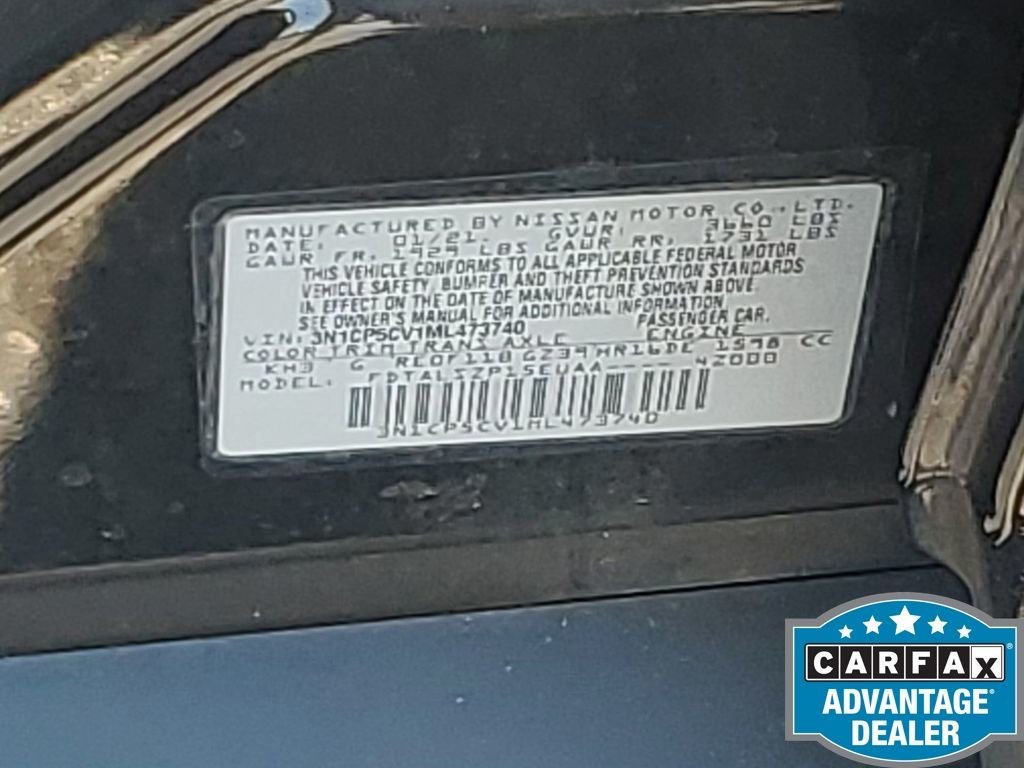 MANUFACTURED BY NISSAN MOTOR CO.,LTD.
DATE: 01/21. GVWR: 3660 LBS
GAWR FR. 1929 LBS GAWR RR. 1731 LBS
THIS VEHICLE CONFORMS TO ALL APPLICABLE FEDERAL MOTOR
VEHICLE SAFETY, BUMPER AND THEFT PREVENTION STANDARDS
IN EFFECT ON THE DATE OF MANUFACTURE SHOWN ABOVE.
SEE OWNER'S MANUAL FOR ADDITIONAL INFORMATION.
VIN: 3N1CP5CV1ML473740 PASSENGER CAR.
COLOR TRIM TRANS AXLE ENGINE
KH3 G RE0F11B GZ39 HR16DE 1598 CC
MODEL: 42000
3N1CP5CV1ML473740
CARFAX®
ADVANTAGE®
DEALER